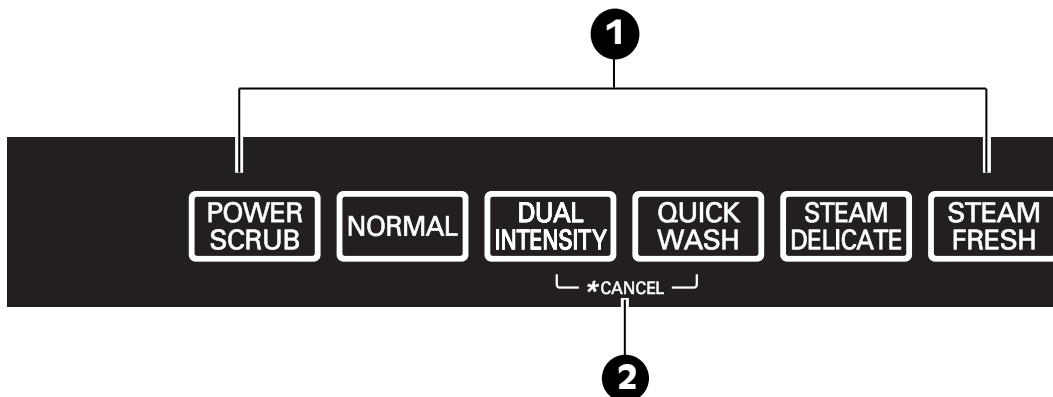 1
POWER
SCRUB
NORMAL
DUAL
INTENSITY
QUICK
WASH
STEAM
DELICATE
STEAM
FRESH
*CANCEL
2